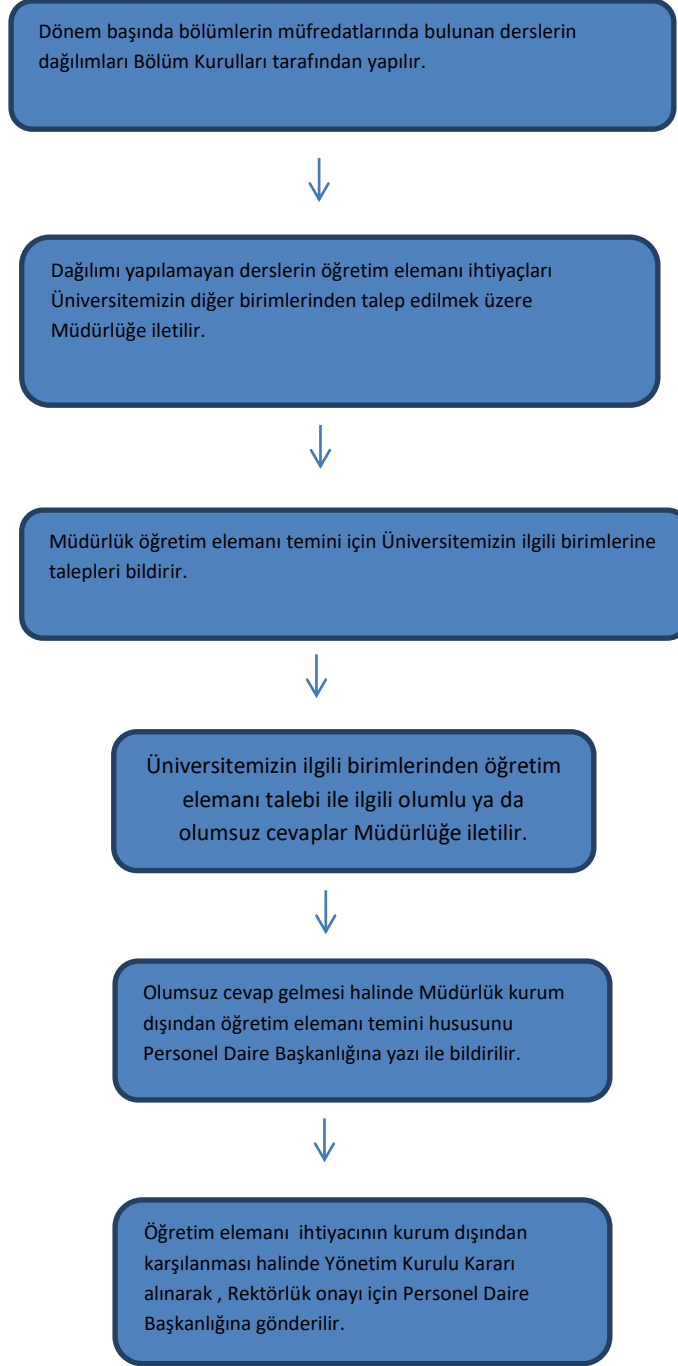 Dönem başında bölümlerin müfredatlarında bulunan derslerin
dağılımları Bölüm Kurulları tarafından yapılır.
Dağılımı yapılamayan derslerin öğretim elemanı ihtiyaçları
Üniversitemizin diğer birimlerinden talep edilmek üzere
Müdürlüğe iletilir.
Müdürlük öğretim elemanı temini için Üniversitemizin ilgili birimlerine
talepleri bildirir.
Üniversitemizin ilgili birimlerinden öğretim
elemanı talebi ile ilgili olumlu ya da
olumsuz cevaplar Müdürlüğe iletilir.
Olumsuz cevap gelmesi halinde Müdürlük kurum
dışından öğretim elemanı temini hususunu
Personel Daire Başkanlığına yazı ile bildirilir.
Öğretim elemanı  ihtiyacının kurum dışından
karşılanması halinde Yönetim Kurulu Kararı
alınarak , Rektörlük onayı için Personel Daire
Başkanlığına gönderilir.